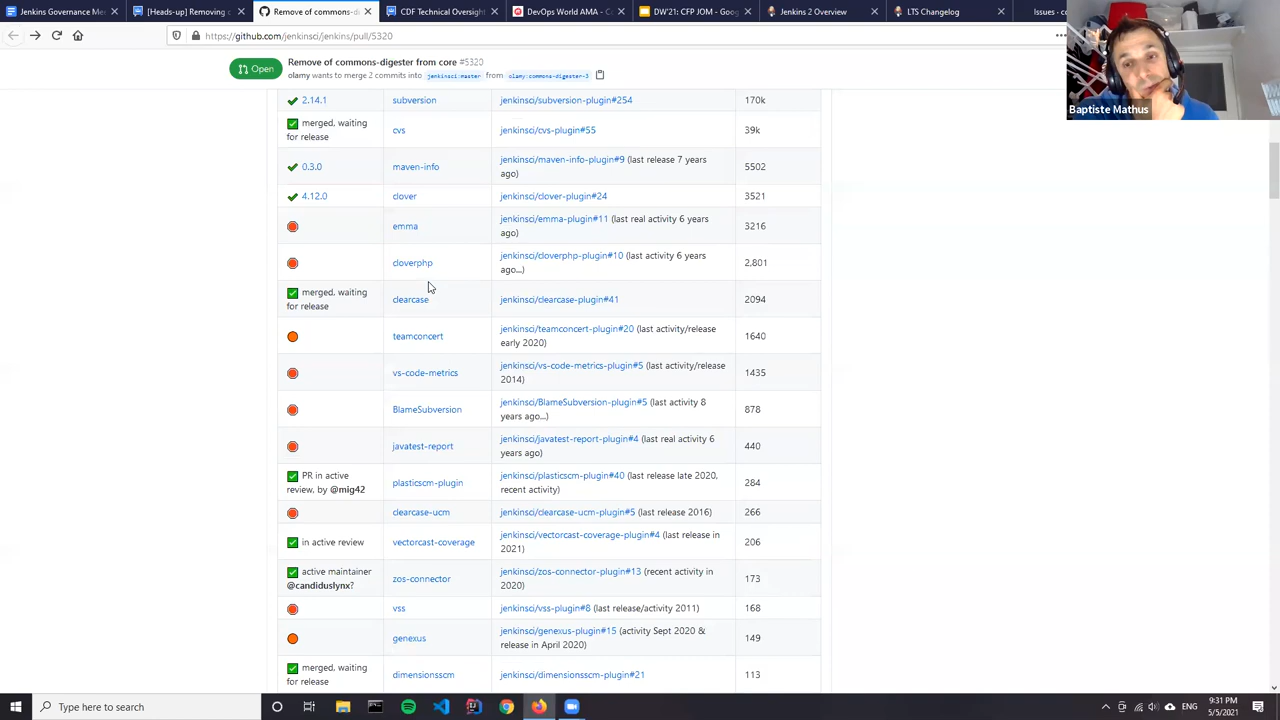 Jenkins Governance Mee
[Heads-up] Removing c
Remove of commons-di
CDF Technical Oversight
DevOps World AMA - Co
DW'21: CFP JOM - Goog
Jenkins 2 Overview
LTS Changelog
Issues · co
https://github.com/jenkinsci/jenkins/pull/5320
Baptiste Mathus
Open
Remove of commons-digester from core #5320
olamy wants to merge 2 commits into jenkinsci:master from olamy:commons-digester-3
2.14.1 subversion jenkinsci/subversion-plugin#254 170k
merged, waiting for release cvs jenkinsci/cvs-plugin#55 39k
0.3.0 maven-info jenkinsci/maven-info-plugin#9 (last release 7 years ago) 5502
4.12.0 clover jenkinsci/clover-plugin#24 3521
emma jenkinsci/emma-plugin#11 (last real activity 6 years ago) 3216
cloverphp jenkinsci/cloverphp-plugin#10 (last activity 6 years ago...) 2,801
merged, waiting for release clearcase jenkinsci/clearcase-plugin#41 2094
teamconcert jenkinsci/teamconcert-plugin#20 (last activity/release early 2020) 1640
vs-code-metrics jenkinsci/vs-code-metrics-plugin#5 (last activity/release 2014) 1435
BlameSubversion jenkinsci/BlameSubversion-plugin#5 (last activity 8 years ago...) 878
javatest-report jenkinsci/javatest-report-plugin#4 (last real activity 6 years ago) 440
PR in active review, by @mig42 plasticscm-plugin jenkinsci/plasticscm-plugin#40 (last release late 2020, recent activity) 284
clearcase-ucm jenkinsci/clearcase-ucm-plugin#5 (last release 2016) 266
in active review vectorcast-coverage jenkinsci/vectorcast-coverage-plugin#4 (last release in 2021) 206
active maintainer @candiduslynx? zos-connector jenkinsci/zos-connector-plugin#13 (recent activity in 2020) 173
vss jenkinsci/vss-plugin#8 (last release/activity 2011) 168
genexus jenkinsci/genexus-plugin#15 (activity Sept 2020 & release in April 2020) 149
merged, waiting for release dimensionsscm jenkinsci/dimensionsscm-plugin#21 113
Type here to search
ENG
9:31 PM
5/5/2021